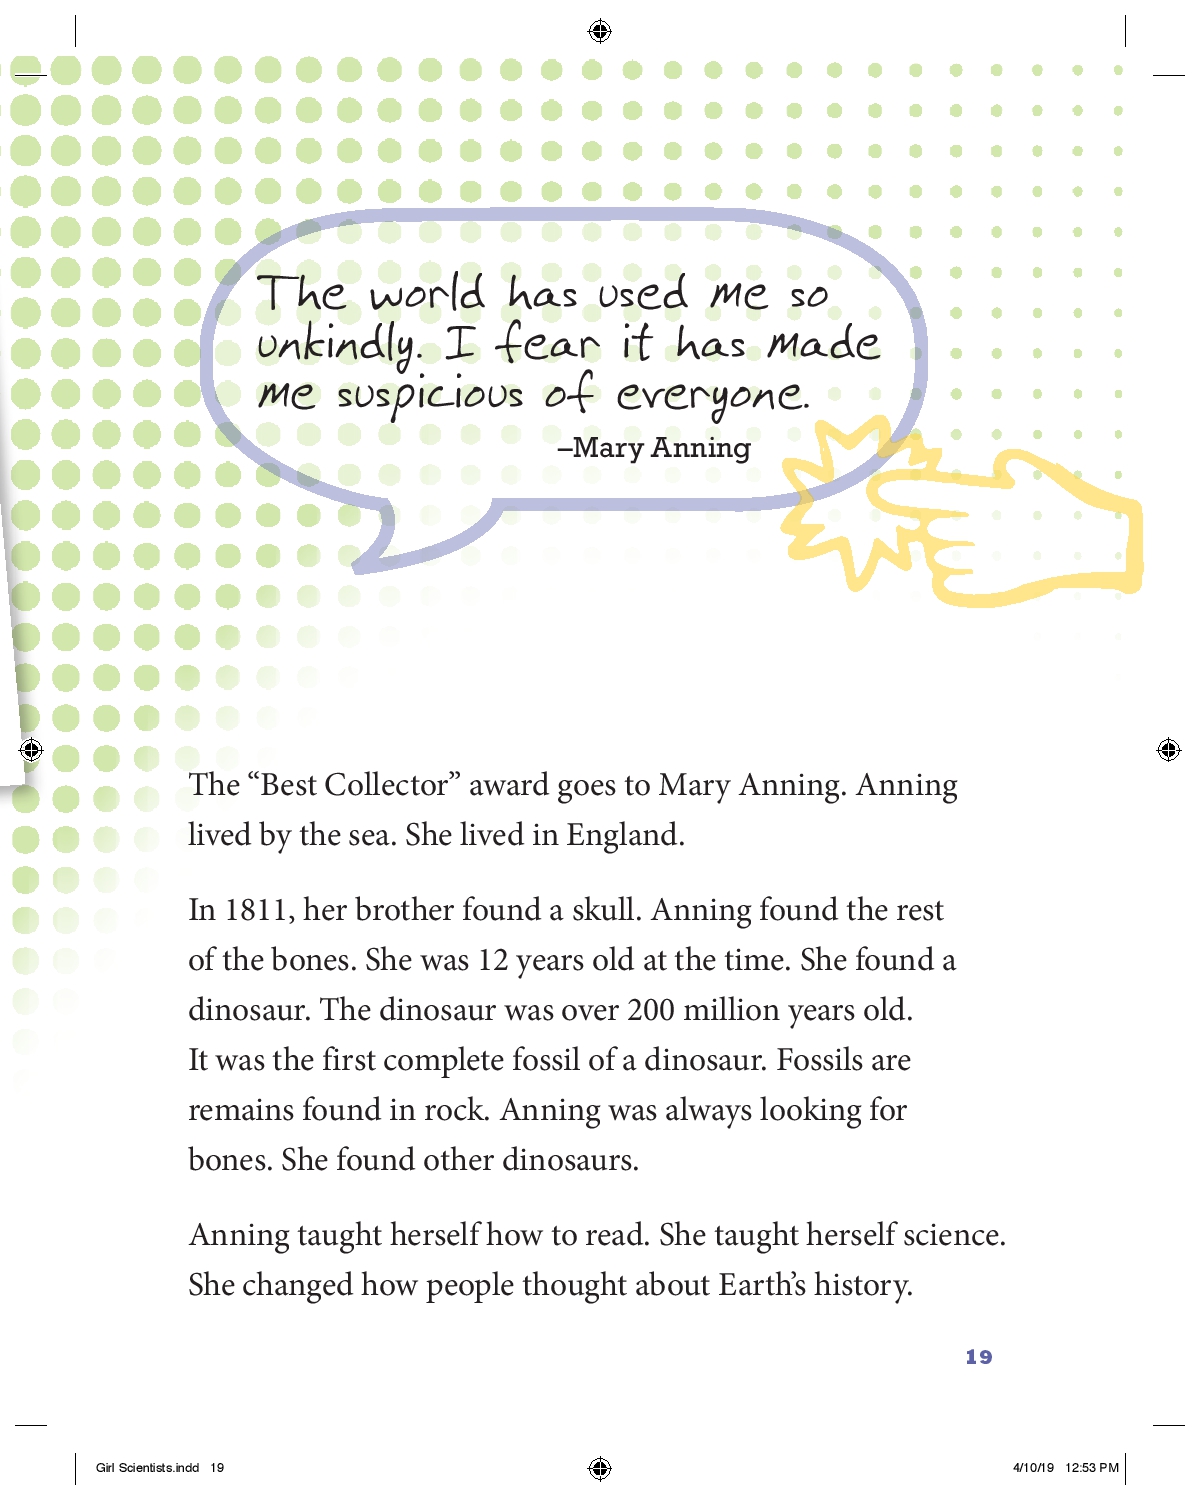 The world has used me so
unkindly. I fear it has made
me suspicious of everyone.
–Mary Anning
The “Best Collector” award goes to Mary Anning. Anning
lived by the sea. She lived in England.
In 1811, her brother found a skull. Anning found the rest
of the bones. She was 12 years old at the time. She found a
dinosaur. The dinosaur was over 200 million years old.
It was the first complete fossil of a dinosaur. Fossils are
remains found in rock. Anning was always looking for
bones. She found other dinosaurs.
Anning taught herself how to read. She taught herself science.
She changed how people thought about Earth’s history.
19
Girl Scientists.indd 19
4/10/19 12:53 PM